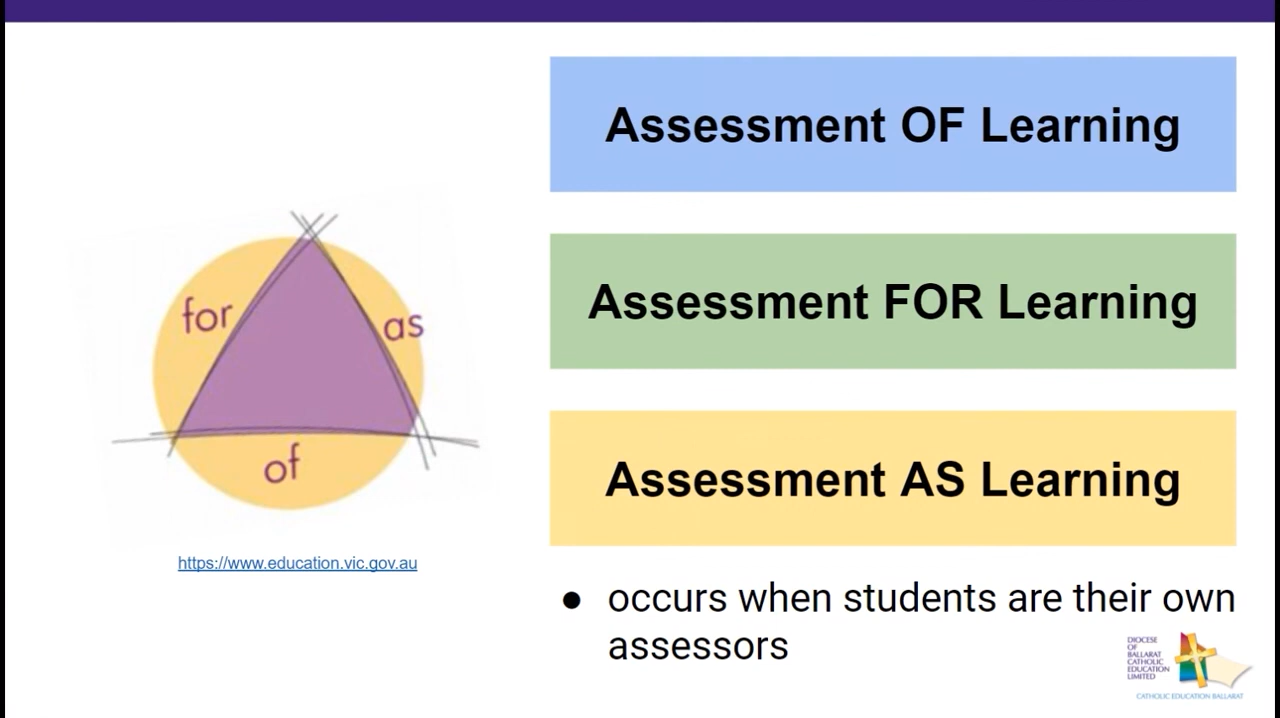 Assessment OF Learning
Assessment FOR Learning
Assessment AS Learning
for
as
of
https://www.education.vic.gov.au
● occurs when students are their own
assessors
DIOCESE
OF
BALLARAT
CATHOLIC
EDUCATION
LIMITED
CATHOLIC EDUCATION BALLARAT